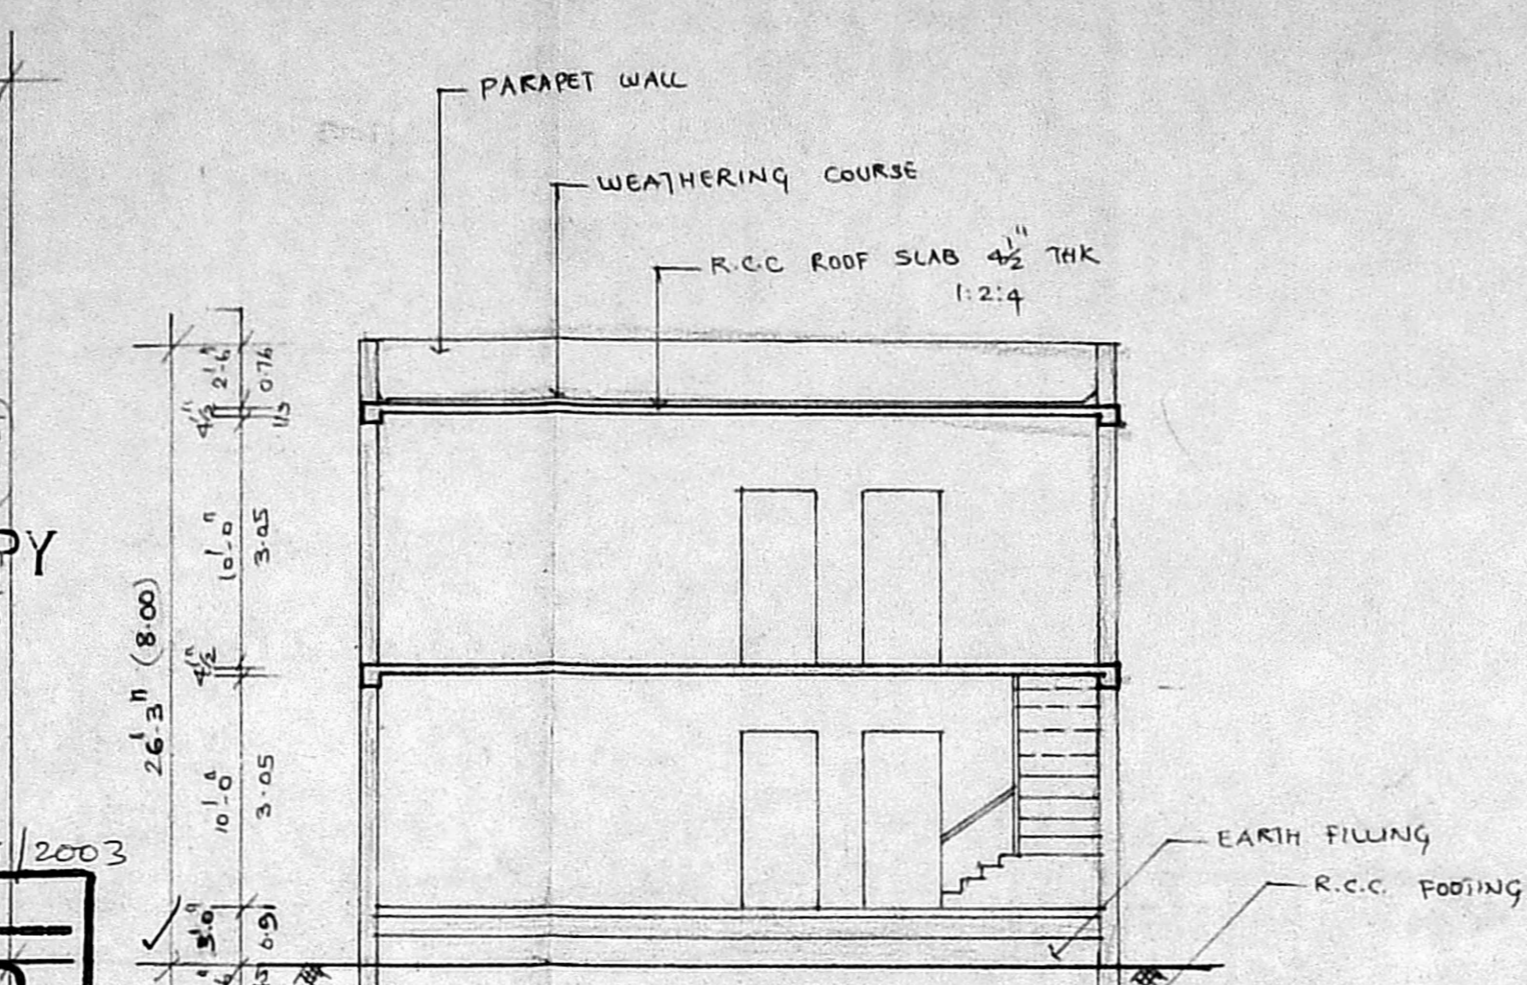 PARAPET WALL
WEATHERING COURSE
R.C.C ROOF SLAB 4½" THK
1:2:4
2'-6"
0.76
4½"
10'-0"
3.05
4½"
26'-3" (8.00)
10'-0"
3.05
3'-0"
0.91
/2003
PY
EARTH FILLING
R.C.C. FOOTING